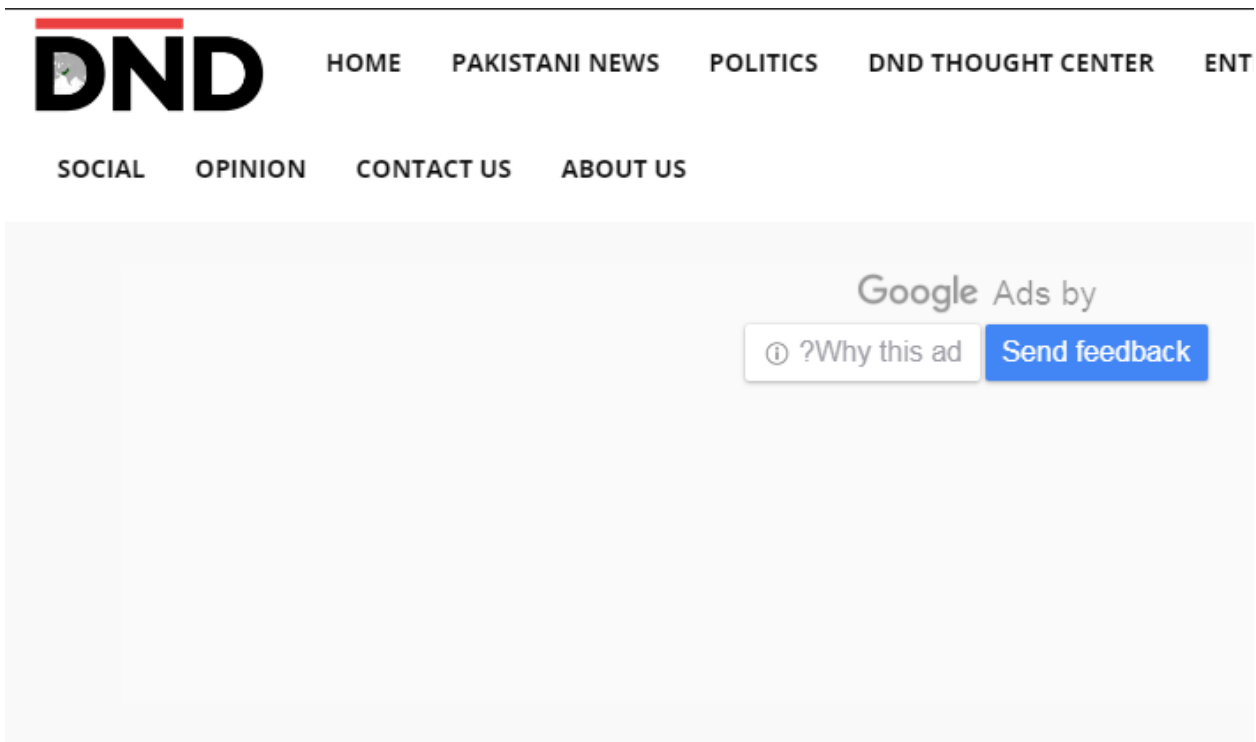 DND HOME PAKISTANI NEWS POLITICS DND THOUGHT CENTER ENT
SOCIAL OPINION CONTACT US ABOUT US
Google Ads by
?Why this ad Send feedback